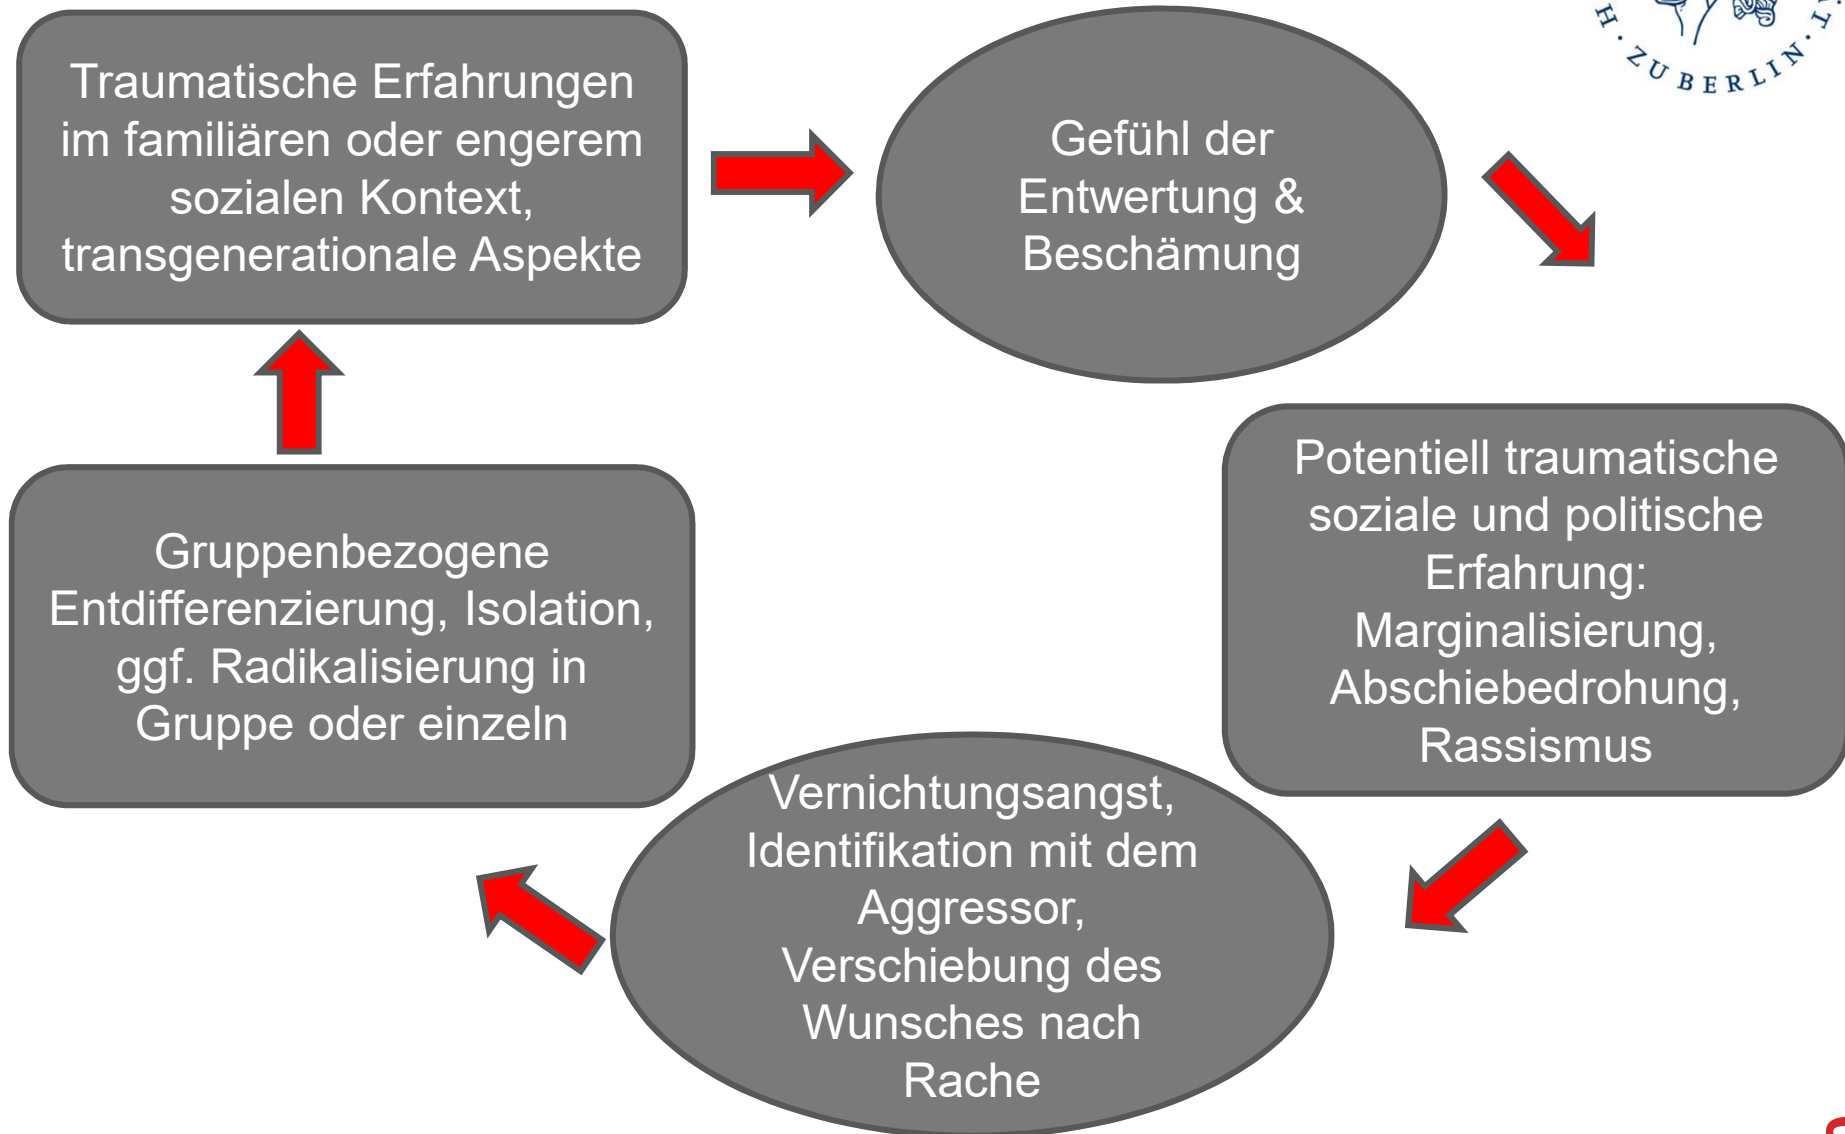 H · ZU BERLIN ·
Traumatische Erfahrungen
im familiären oder engerem
sozialen Kontext,
transgenerationale Aspekte
Gefühl der
Entwertung &
Beschämung
Potentiell traumatische
soziale und politische
Erfahrung:
Marginalisierung,
Abschiebedrohung,
Rassismus
Vernichtungsangst,
Identifikation mit dem
Aggressor,
Verschiebung des
Wunsches nach
Rache
Gruppenbezogene
Entdifferenzierung, Isolation,
ggf. Radikalisierung in
Gruppe oder einzeln